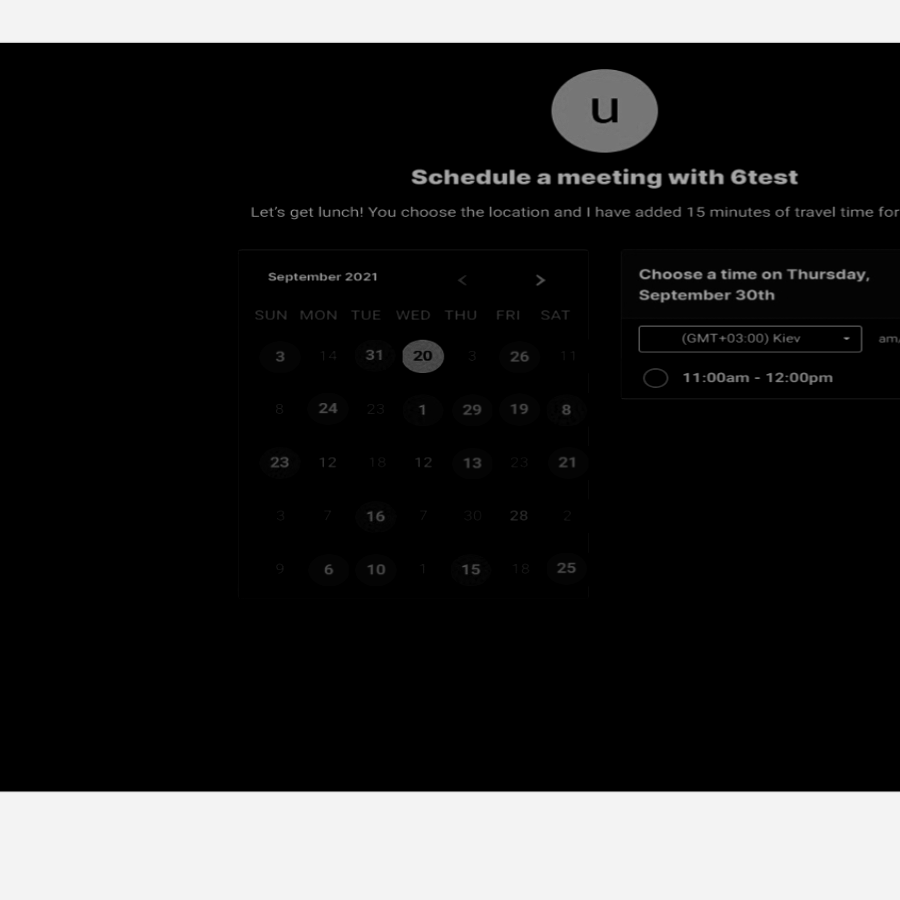 u
Schedule a meeting with 6test
Let's get lunch! You choose the location and I have added 15 minutes of travel time for
September 2021
SUN MON TUE WED THU FRI SAT
3 14 31 20 3 26 11
8 24 23 1 29 19 8
23 12 18 12 13 23 21
3 7 16 7 30 28 2
9 6 10 1 15 18 25
Choose a time on Thursday,
September 30th
(GMT+03:00) Kiev
am/
11:00am - 12:00pm